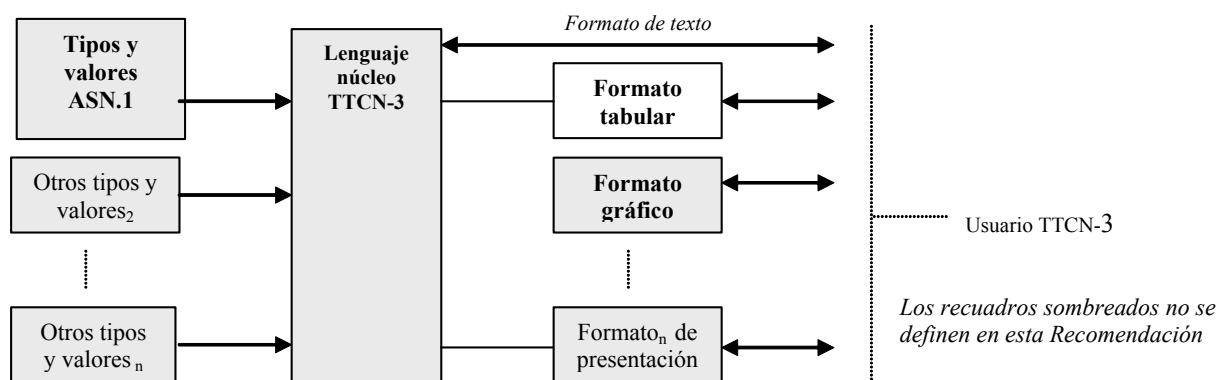 Formato de texto
Tipos y
valores
ASN.1
Lenguaje
núcleo
TTCN-3
Formato
tabular
Otros tipos y
valores2
Formato
gráfico
Usuario TTCN-3
Otros tipos
y valores n
Formaton de
presentación
Los recuadros sombreados no se
definen en esta Recomendación